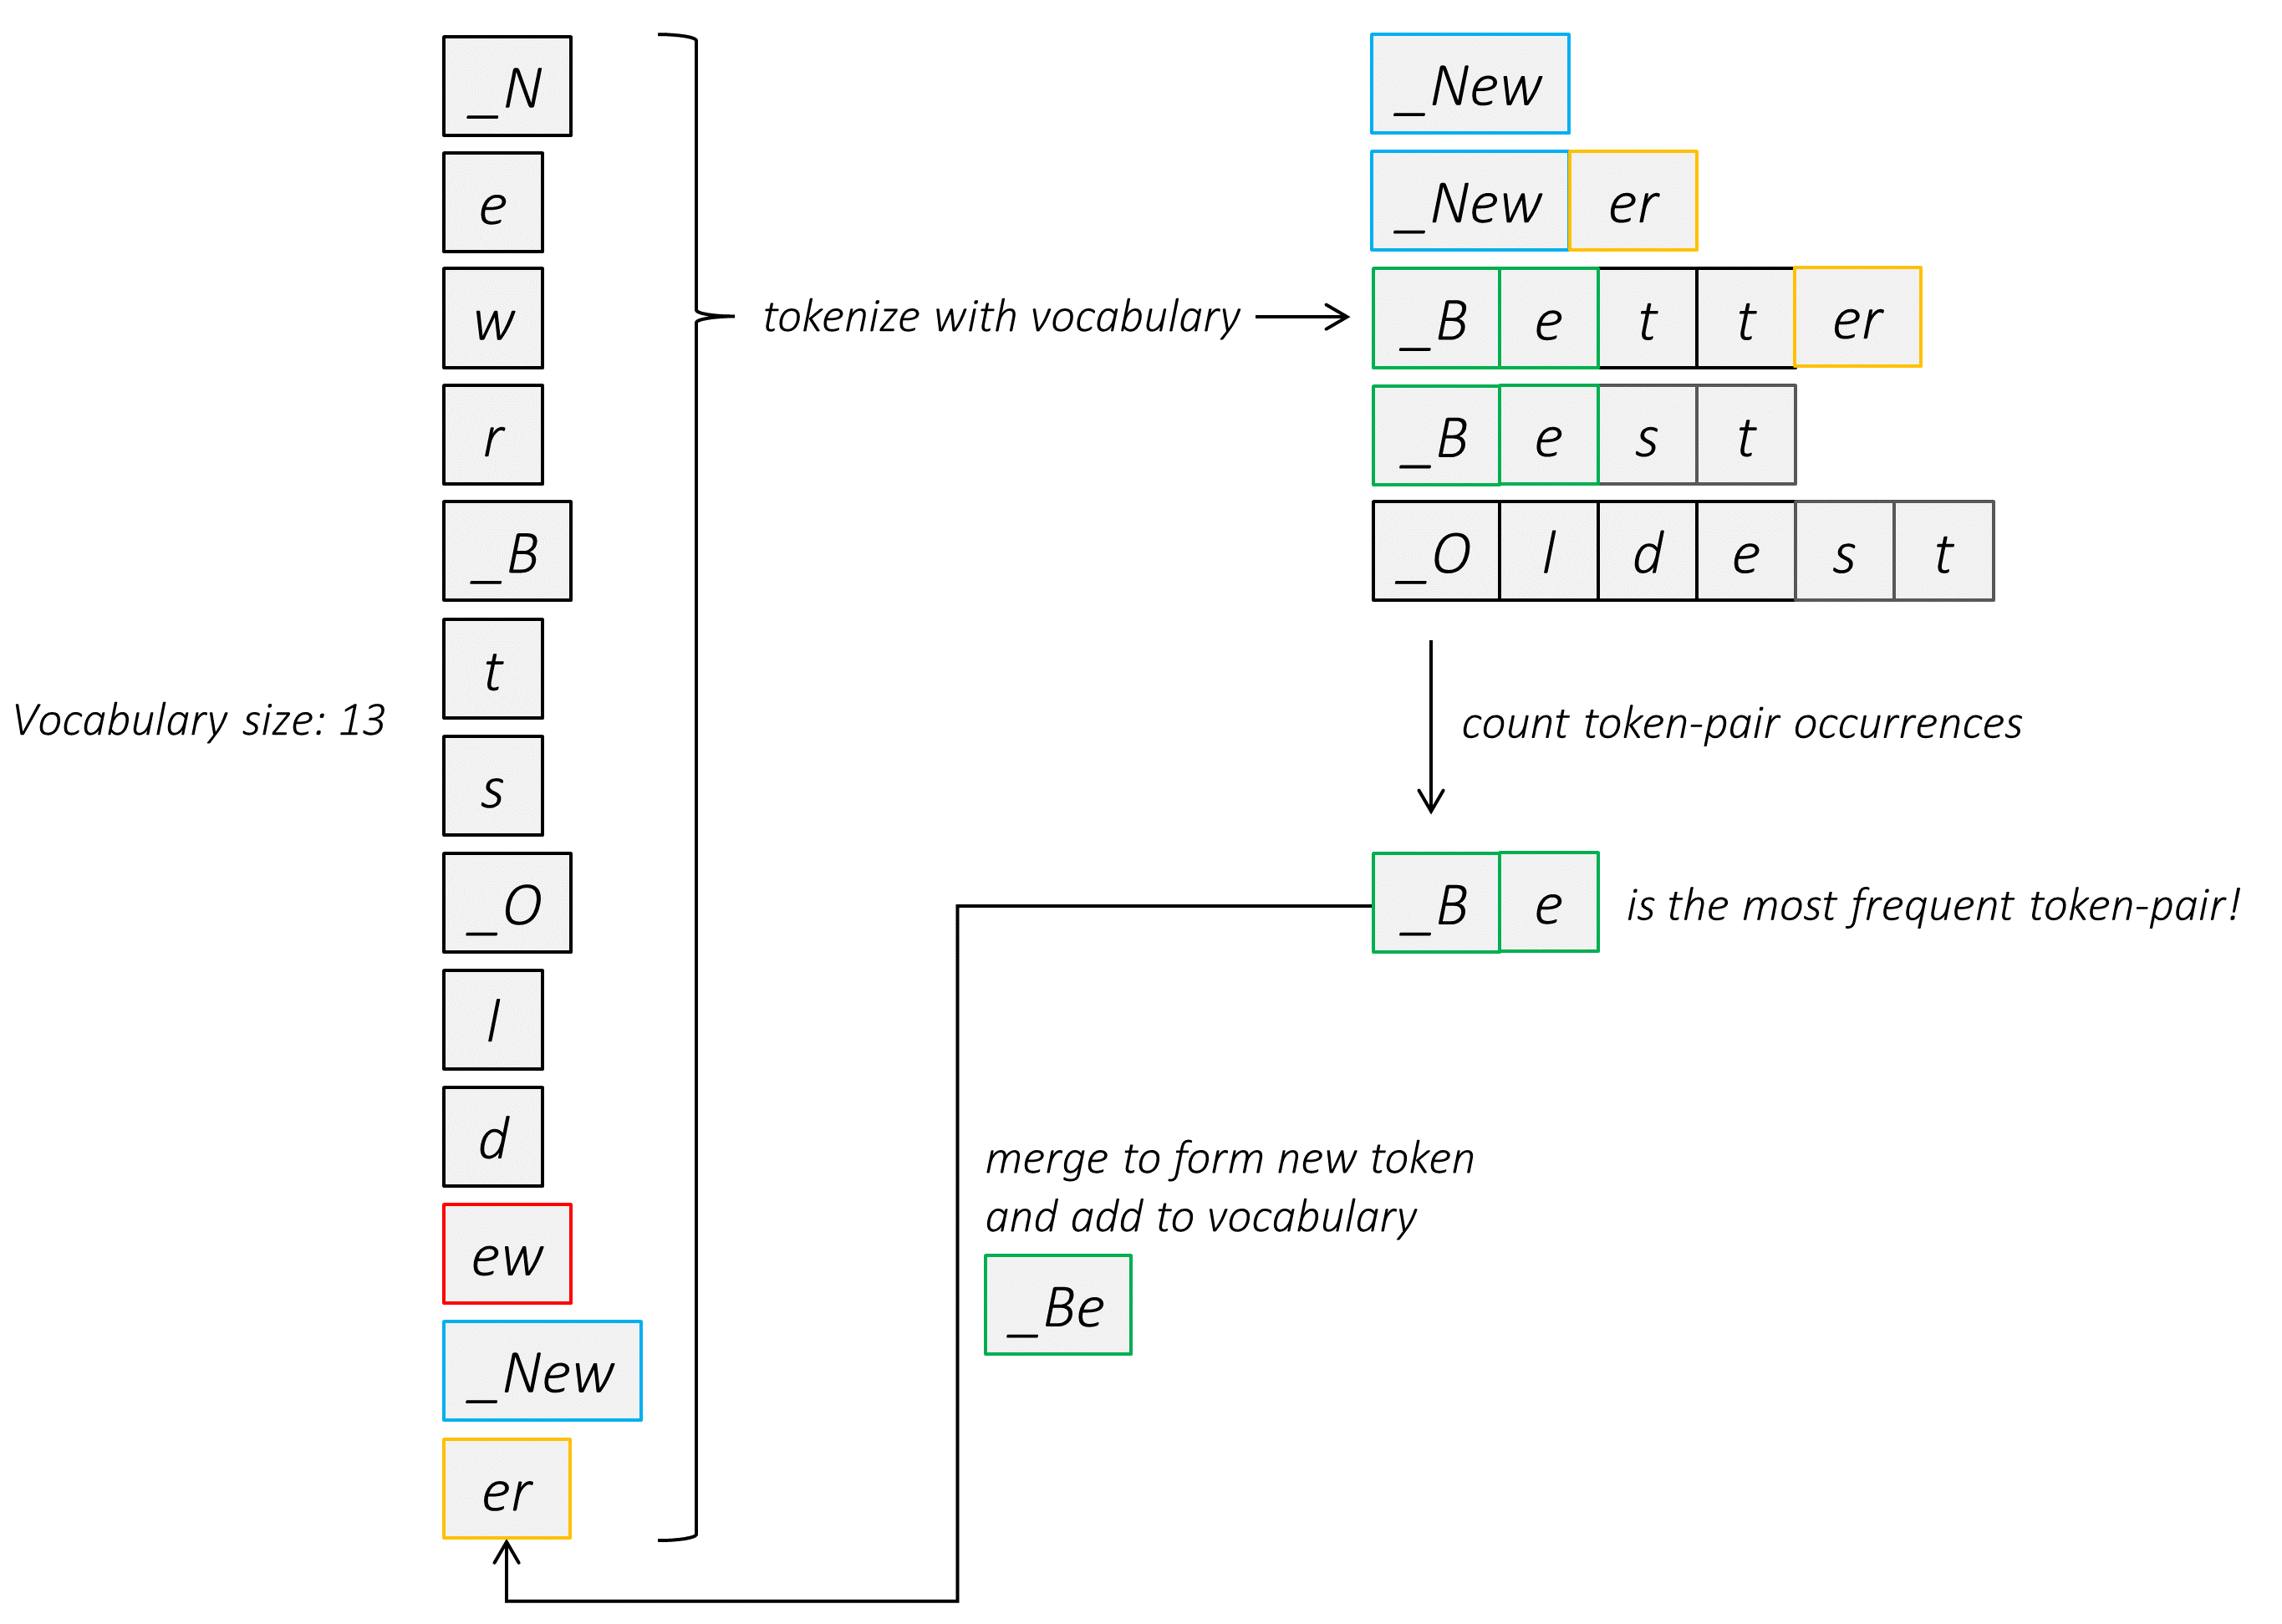 _N
e
w
r
_B
t
s
_O
l
d
ew
_New
er
Vocabulary size: 13
tokenize with vocabulary
_New
_New er
_B e t t er
_B e s t
_O l d e s t
count token-pair occurrences
_B e is the most frequent token-pair!
merge to form new token
and add to vocabulary
_Be